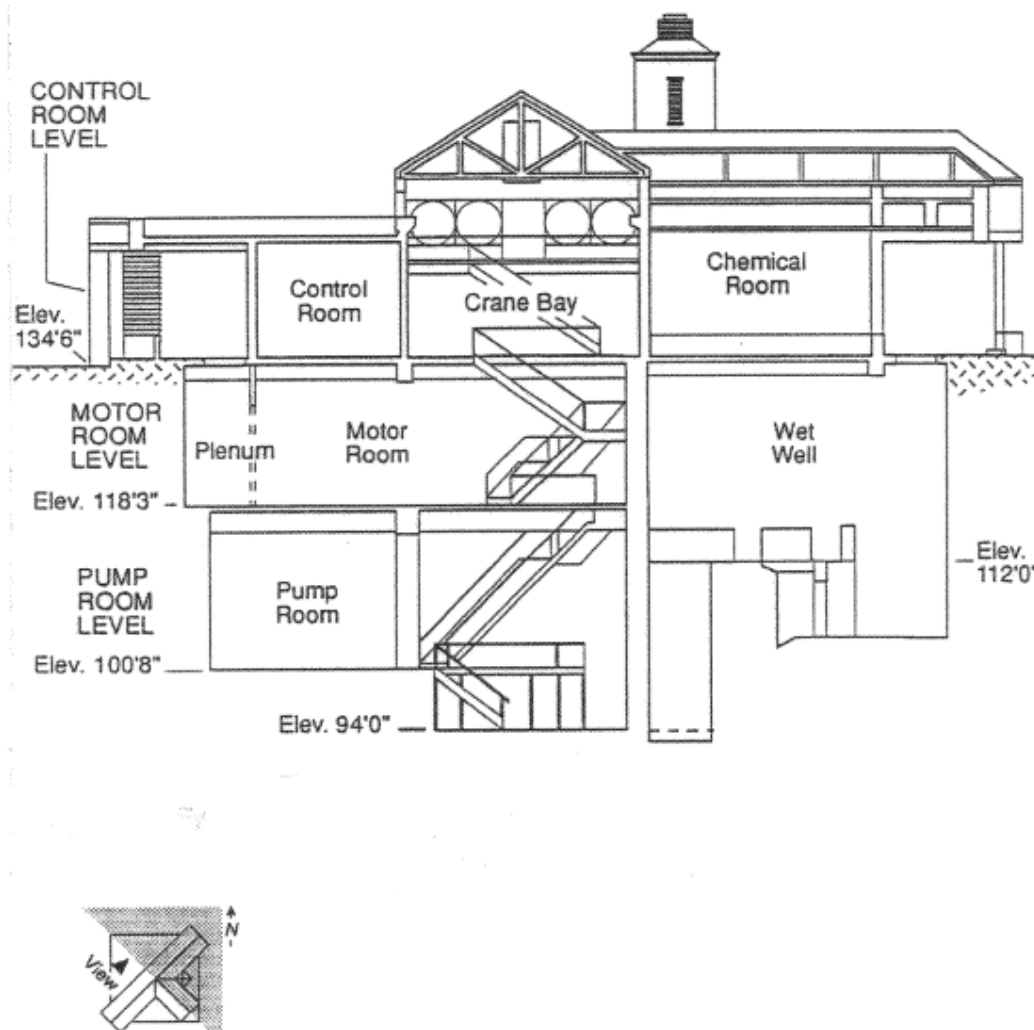 CONTROL
ROOM
LEVEL
Control
Room
Crane Bay
Chemical
Room
Elev.
134'6"
MOTOR
ROOM
LEVEL
Plenum
Motor
Room
Wet
Well
Elev. 118'3"
PUMP
ROOM
LEVEL
Pump
Room
Elev.
112'0"
Elev. 100'8"
Elev. 94'0"
N
View